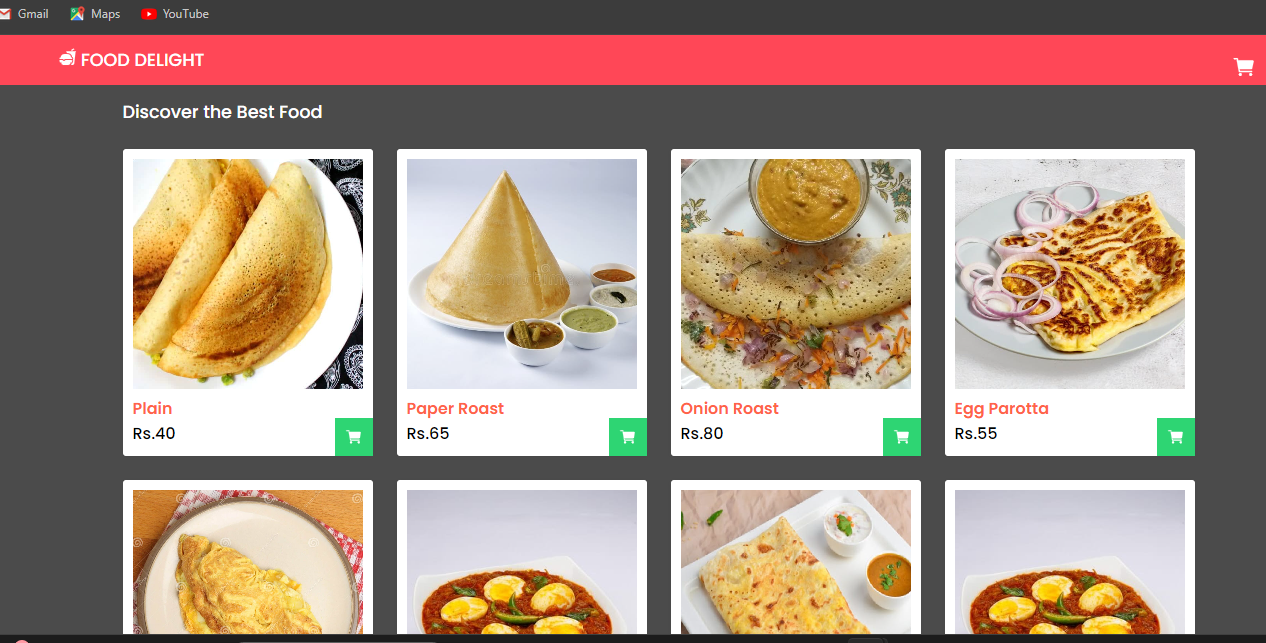 Gmail Maps YouTube
FOOD DELIGHT
Discover the Best Food
Plain Paper Roast Onion Roast Egg Parotta
Rs.40 Rs.65 Rs.80 Rs.55